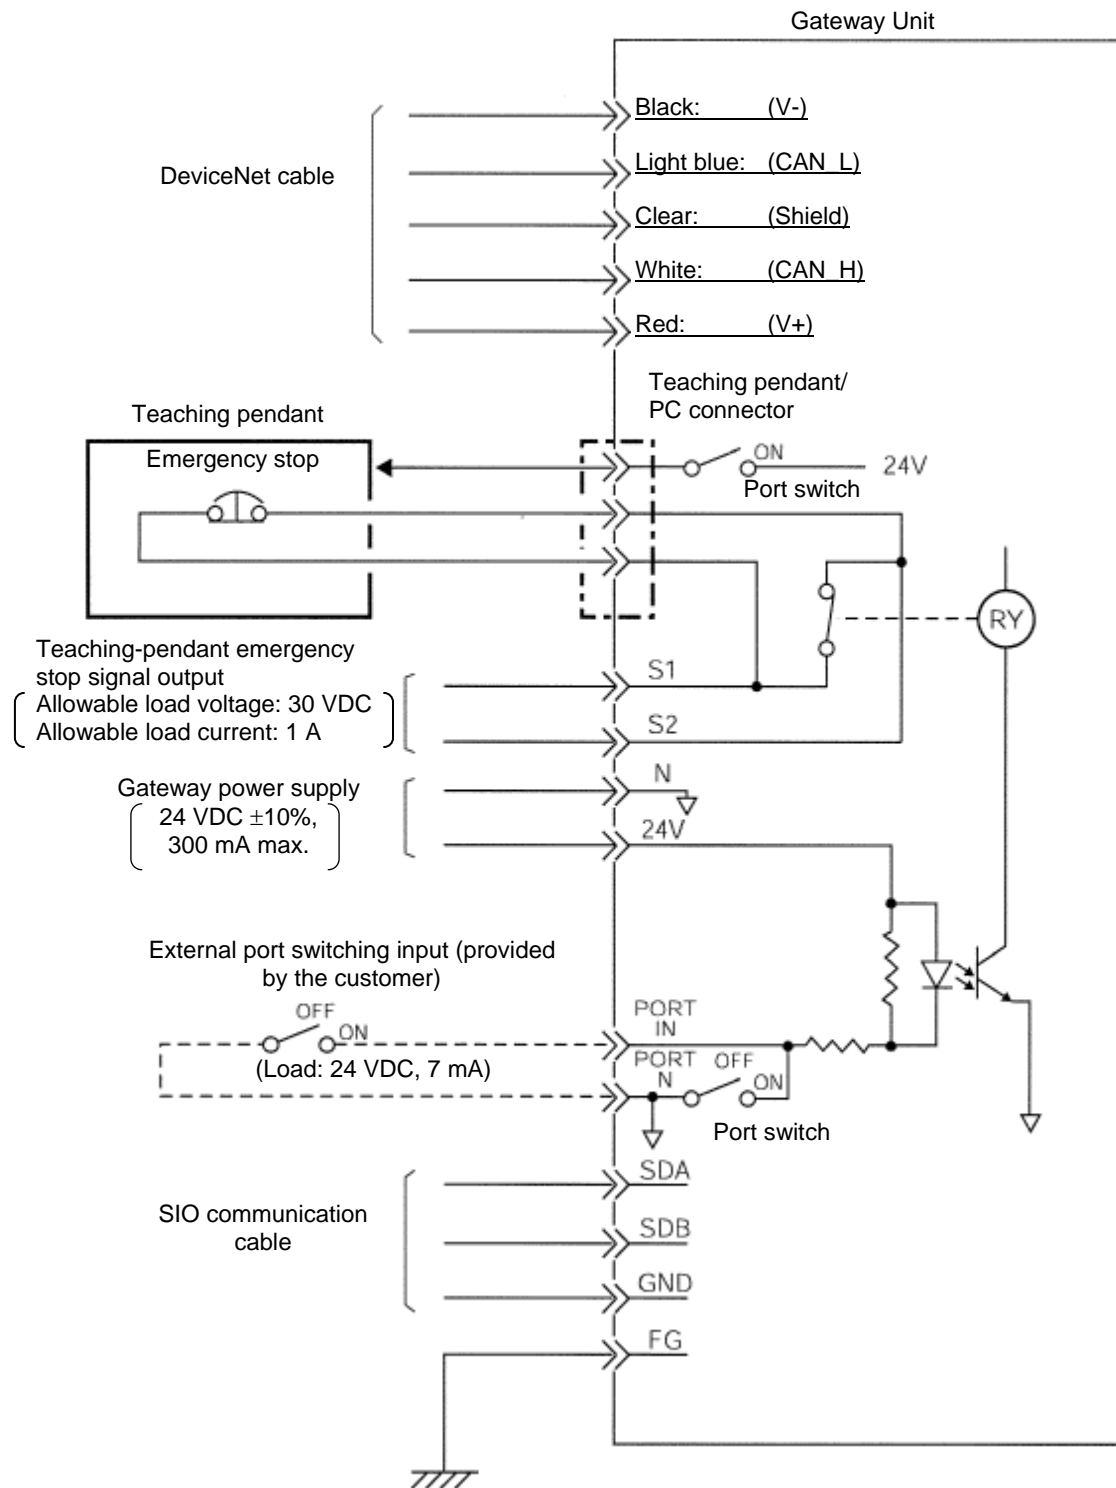 Gateway Unit
Black: (V-)
Light blue: (CAN_L)
DeviceNet cable
Clear: (Shield)
White: (CAN_H)
Red: (V+)
Teaching pendant/
PC connector
Teaching pendant
Emergency stop
ON
24V
Port switch
RY
Teaching-pendant emergency
stop signal output
Allowable load voltage: 30 VDC
Allowable load current: 1 A
S1
S2
Gateway power supply
24 VDC ±10%,
300 mA max.
N
24V
External port switching input (provided
by the customer)
OFF
ON
(Load: 24 VDC, 7 mA)
PORT
IN
PORT
N
OFF
ON
Port switch
SIO communication
cable
SDA
SDB
GND
FG